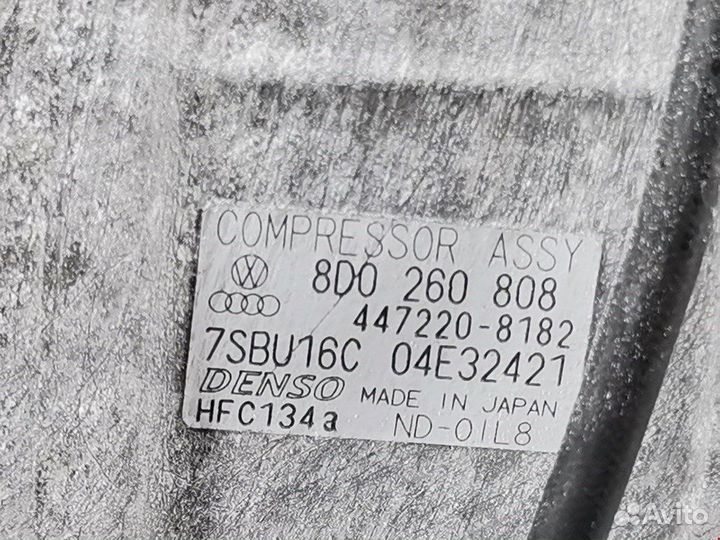 COMPRESSOR ASSY
8D0 260 808
447220-8182
7SBU16C 04E32421
DENSO MADE IN JAPAN
HFC134a ND-OIL8
Avito